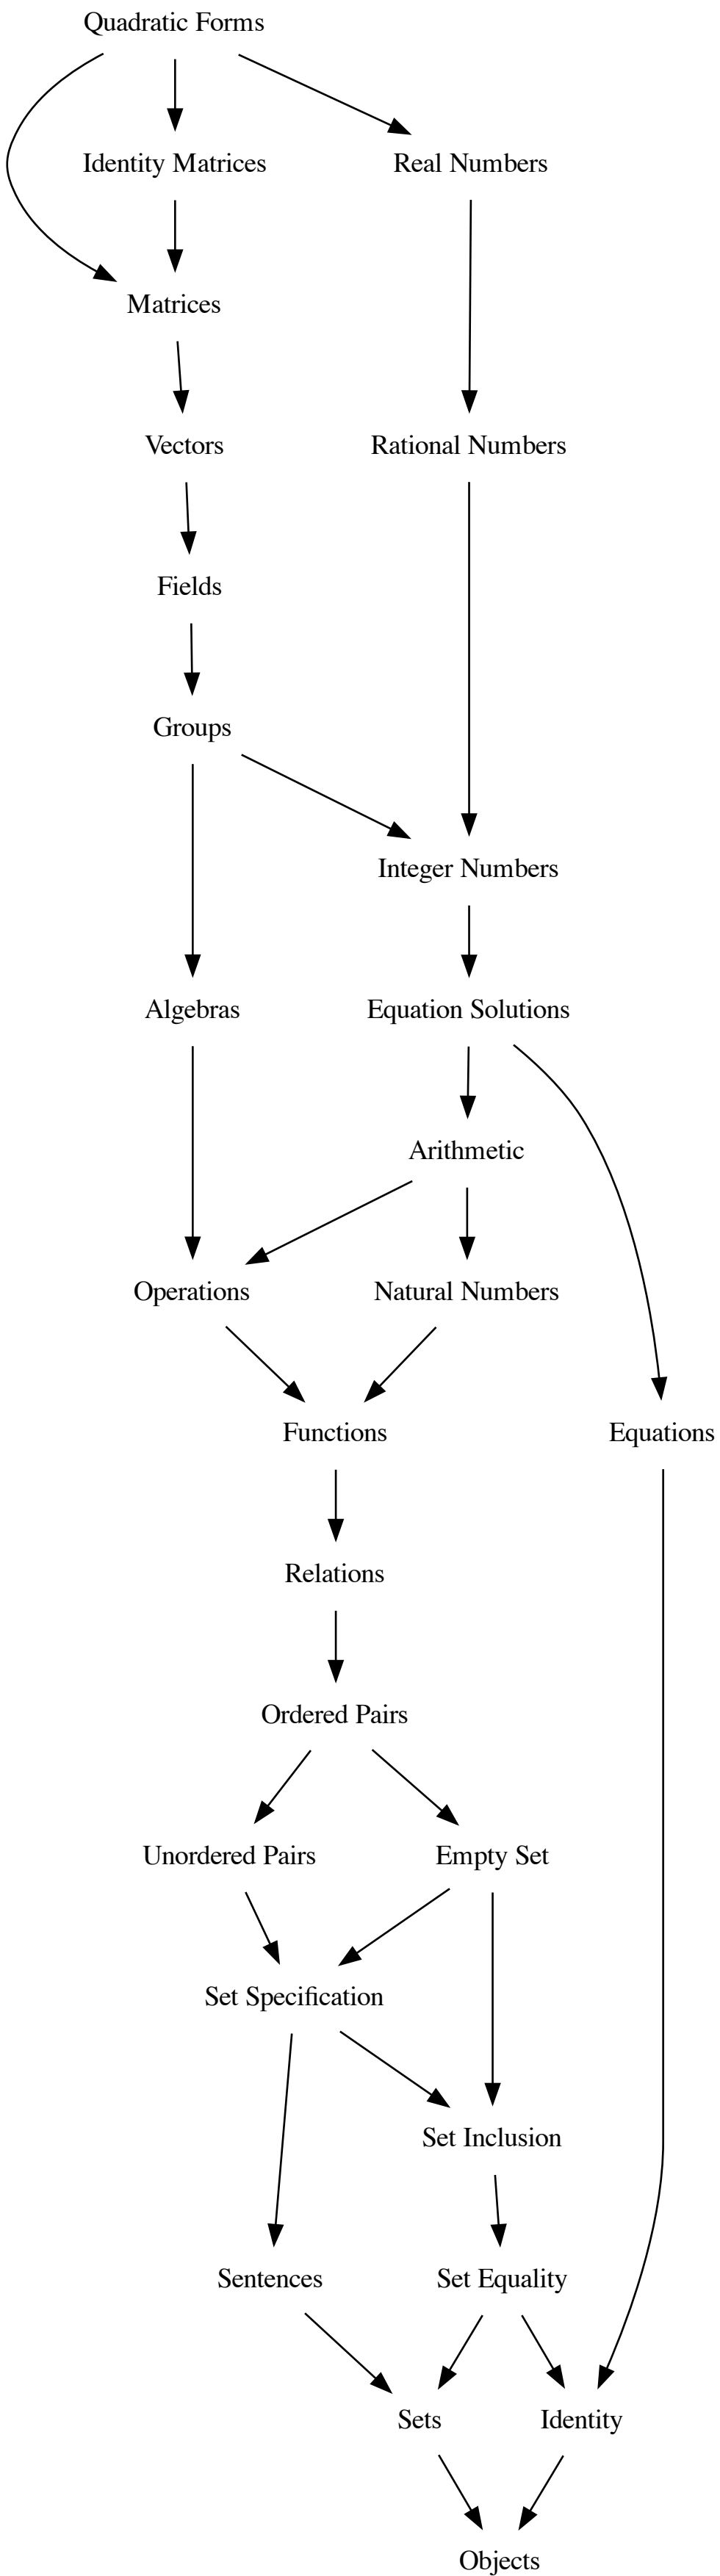 Quadratic Forms
Identity Matrices
Real Numbers
Matrices
Vectors
Rational Numbers
Fields
Groups
Integer Numbers
Algebras
Equation Solutions
Arithmetic
Operations
Natural Numbers
Functions
Equations
Relations
Ordered Pairs
Unordered Pairs
Empty Set
Set Specification
Set Inclusion
Sentences
Set Equality
Sets
Identity
Objects